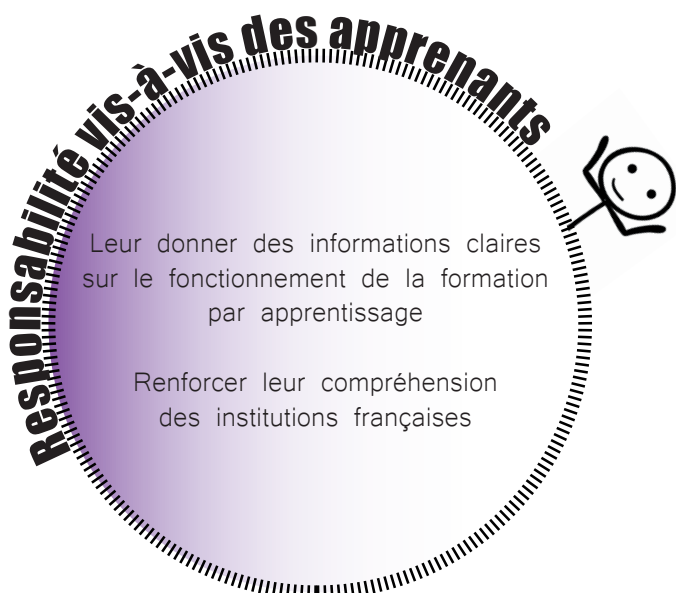 Responsabilité vis-à-vis des apprenants
Leur donner des informations claires
sur le fonctionnement de la formation
par apprentissage
Renforcer leur compréhension
des institutions françaises